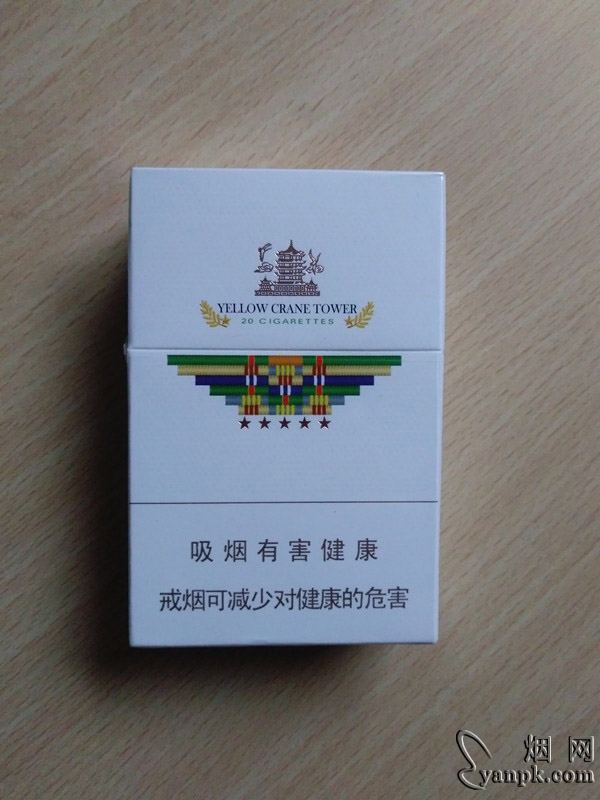 YELLOW CRANE TOWER
20 CIGARETTES
吸烟有害健康
戒烟可减少对健康的危害
烟网
yanpk.com